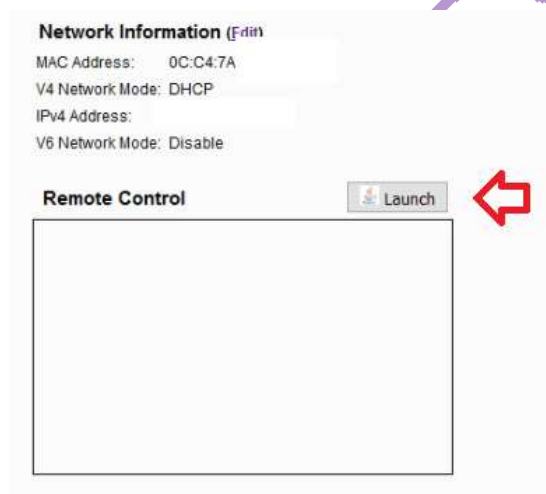 Network Information (Edit)
MAC Address: 0C:C4:7A
V4 Network Mode: DHCP
IPv4 Address:
V6 Network Mode: Disable
Remote Control
Launch